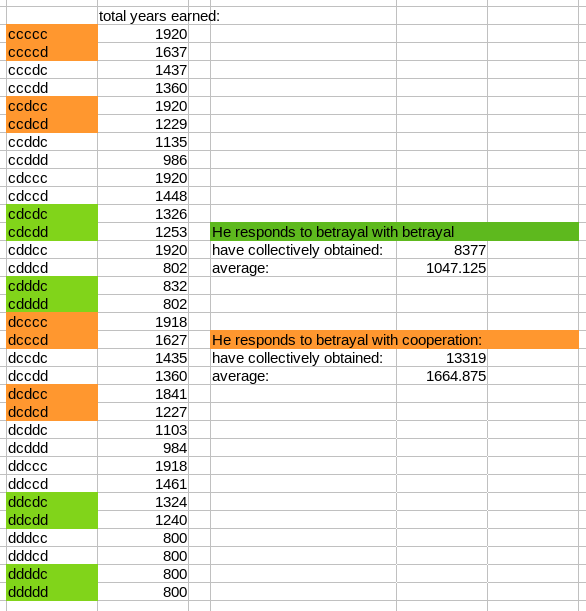 total years earned:
ccccc 1920
ccccd 1637
cccdc 1437
cccdd 1360
ccdcc 1920
ccdcd 1229
ccddc 1135
ccddd 986
cdccc 1920
cdccd 1448
cdcdc 1326
cdcdd 1253 He responds to betrayal with betrayal
cddcc 1920 have collectively obtained: 8377
cddcd 802 average: 1047.125
cdddc 832
cdddd 802
dcccc 1918
dcccd 1627 He responds to betrayal with cooperation:
dccdc 1435 have collectively obtained: 13319
dccdd 1360 average: 1664.875
dcdcc 1841
dcdcd 1227
dcddc 1103
dcddd 984
ddccc 1918
ddccd 1461
ddcdc 1324
ddcdd 1240
dddcc 800
dddcd 800
ddddc 800
ddddd 800